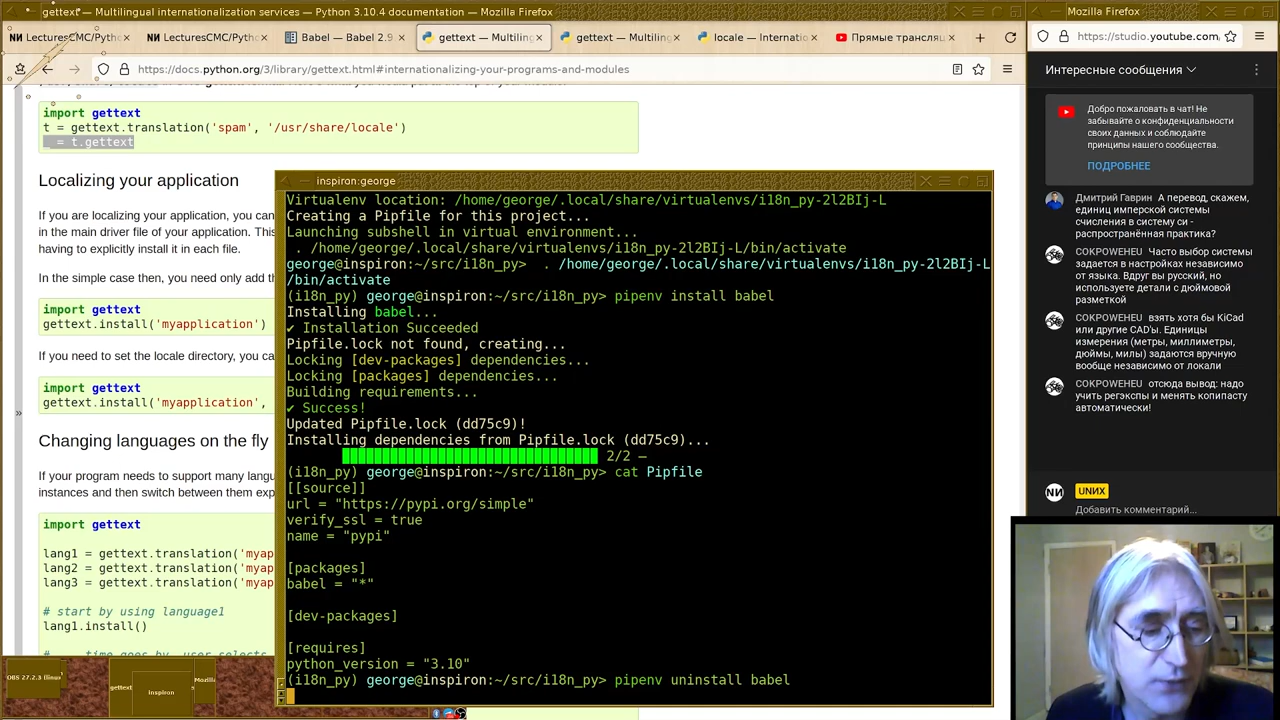 gettext — Multilingual internationalization services — Python 3.10.4 documentation — Mozilla Firefox
LecturesCMC/Python
LecturesCMC/Python
Babel — Babel 2.9
gettext — Multiling
gettext — Multiling
locale — Internatio
Прямые трансляц
https://docs.python.org/3/library/gettext.html#internationalizing-your-programs-and-modules
import gettext
t = gettext.translation('spam', '/usr/share/locale')
_ = t.gettext
Localizing your application
If you are localizing your application, you can
in the main driver file of your application. This
having to explicitly install it in each file.
In the simple case then, you need only add th
import gettext
gettext.install('myapplication')
If you need to set the locale directory, you ca
import gettext
gettext.install('myapplication',
Changing languages on the fly
If your program needs to support many lang
instances and then switch between them exp
import gettext
lang1 = gettext.translation('myap
lang2 = gettext.translation('myap
lang3 = gettext.translation('myap
# start by using language1
lang1.install()
inspiron:george
Virtualenv location: /home/george/.local/share/virtualenvs/i18n_py-2l2BIj-L
Creating a Pipfile for this project...
Launching subshell in virtual environment...
. /home/george/.local/share/virtualenvs/i18n_py-2l2BIj-L/bin/activate
george@inspiron:~/src/i18n_py>  . /home/george/.local/share/virtualenvs/i18n_py-2l2BIj-L
/bin/activate
(i18n_py) george@inspiron:~/src/i18n_py> pipenv install babel
Installing babel...
✔ Installation Succeeded
Pipfile.lock not found, creating...
Locking [dev-packages] dependencies...
Locking [packages] dependencies...
Building requirements...
✔ Success!
Updated Pipfile.lock (dd75c9)!
Installing dependencies from Pipfile.lock (dd75c9)...
2/2 —
(i18n_py) george@inspiron:~/src/i18n_py> cat Pipfile
[[source]]
url = "https://pypi.org/simple"
verify_ssl = true
name = "pypi"
[packages]
babel = "*"
[dev-packages]
[requires]
python_version = "3.10"
(i18n_py) george@inspiron:~/src/i18n_py> pipenv uninstall babel
OBS 27.2.3 (linux
gettext
inspiron
Mozill
Mozilla Firefox
https://studio.youtube.com/
Интересные сообщения
Добро пожаловать в чат! Не
забывайте о конфиденциальности
своих данных и соблюдайте
принципы нашего сообщества.
ПОДРОБНЕЕ
Дмитрий Гаврин А перевод, скажем,
единиц имперской системы
счисления в систему си -
распространённая практика?
COKPOWEHEU Часто выбор системы
задается в настройках независимо
от языка. Вдруг вы русский, но
используете детали с дюймовой
разметкой
COKPOWEHEU взять хотя бы KiCad
или другие CAD'ы. Единицы
измерения (метры, миллиметры,
дюймы, милы) задаются вручную
вообще независимо от локали
COKPOWEHEU отсюда вывод: надо
учить регэкспы и менять копипасту
автоматически!
UNИX
Добавить комментарий...